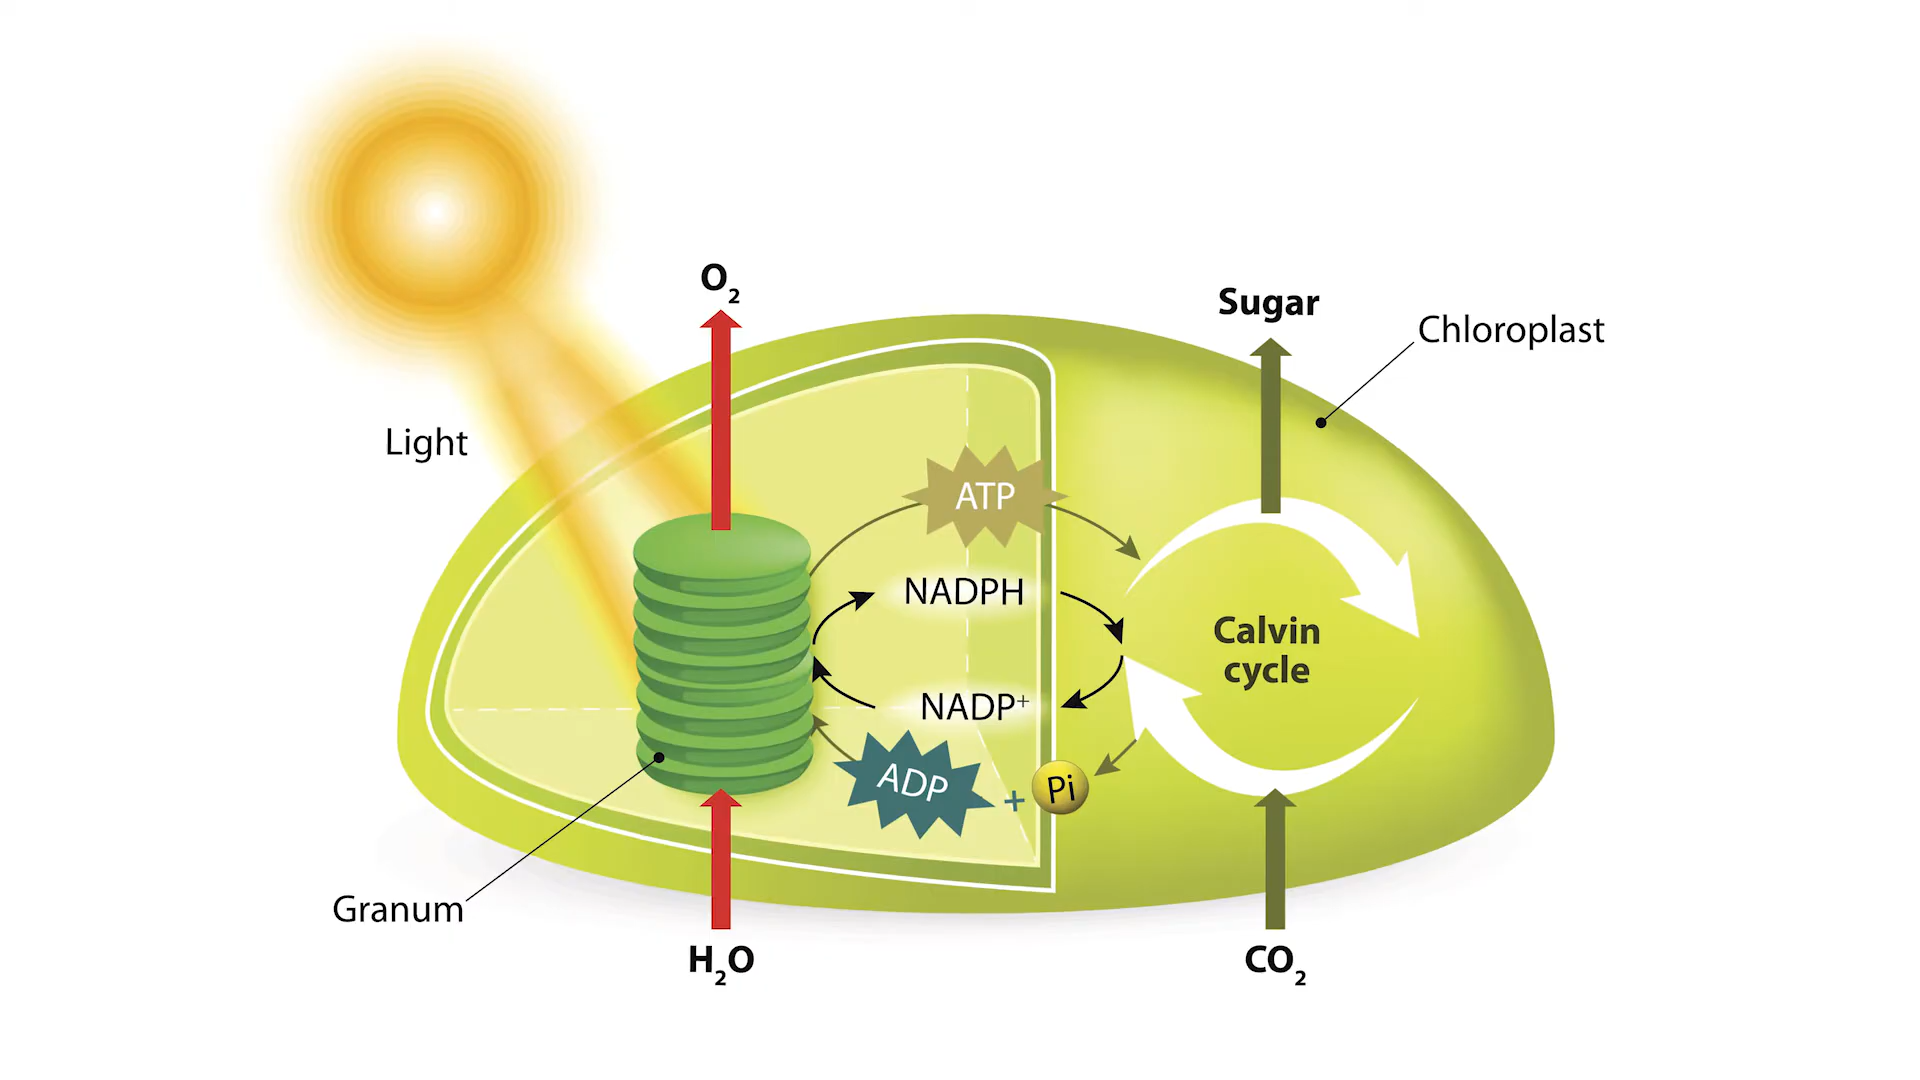 O₂
Sugar
Chloroplast
Light
ATP
NADPH
Calvin
cycle
NADP⁺
ADP + Pi
Granum
H₂O
CO₂